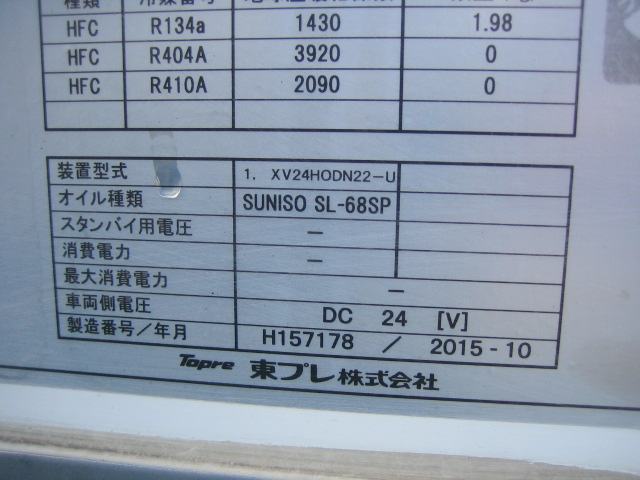 種類
HFC R134a 1430 1.98
HFC R404A 3920 0
HFC R410A 2090 0
装置型式 1. XV24HODN22-U
オイル種類 SUNISO SL-68SP
スタンバイ用電圧 －
消費電力 －
最大消費電力 －
車両側電圧 DC 24 [V]
製造番号／年月 H157178 / 2015-10
Topre 東プレ株式会社